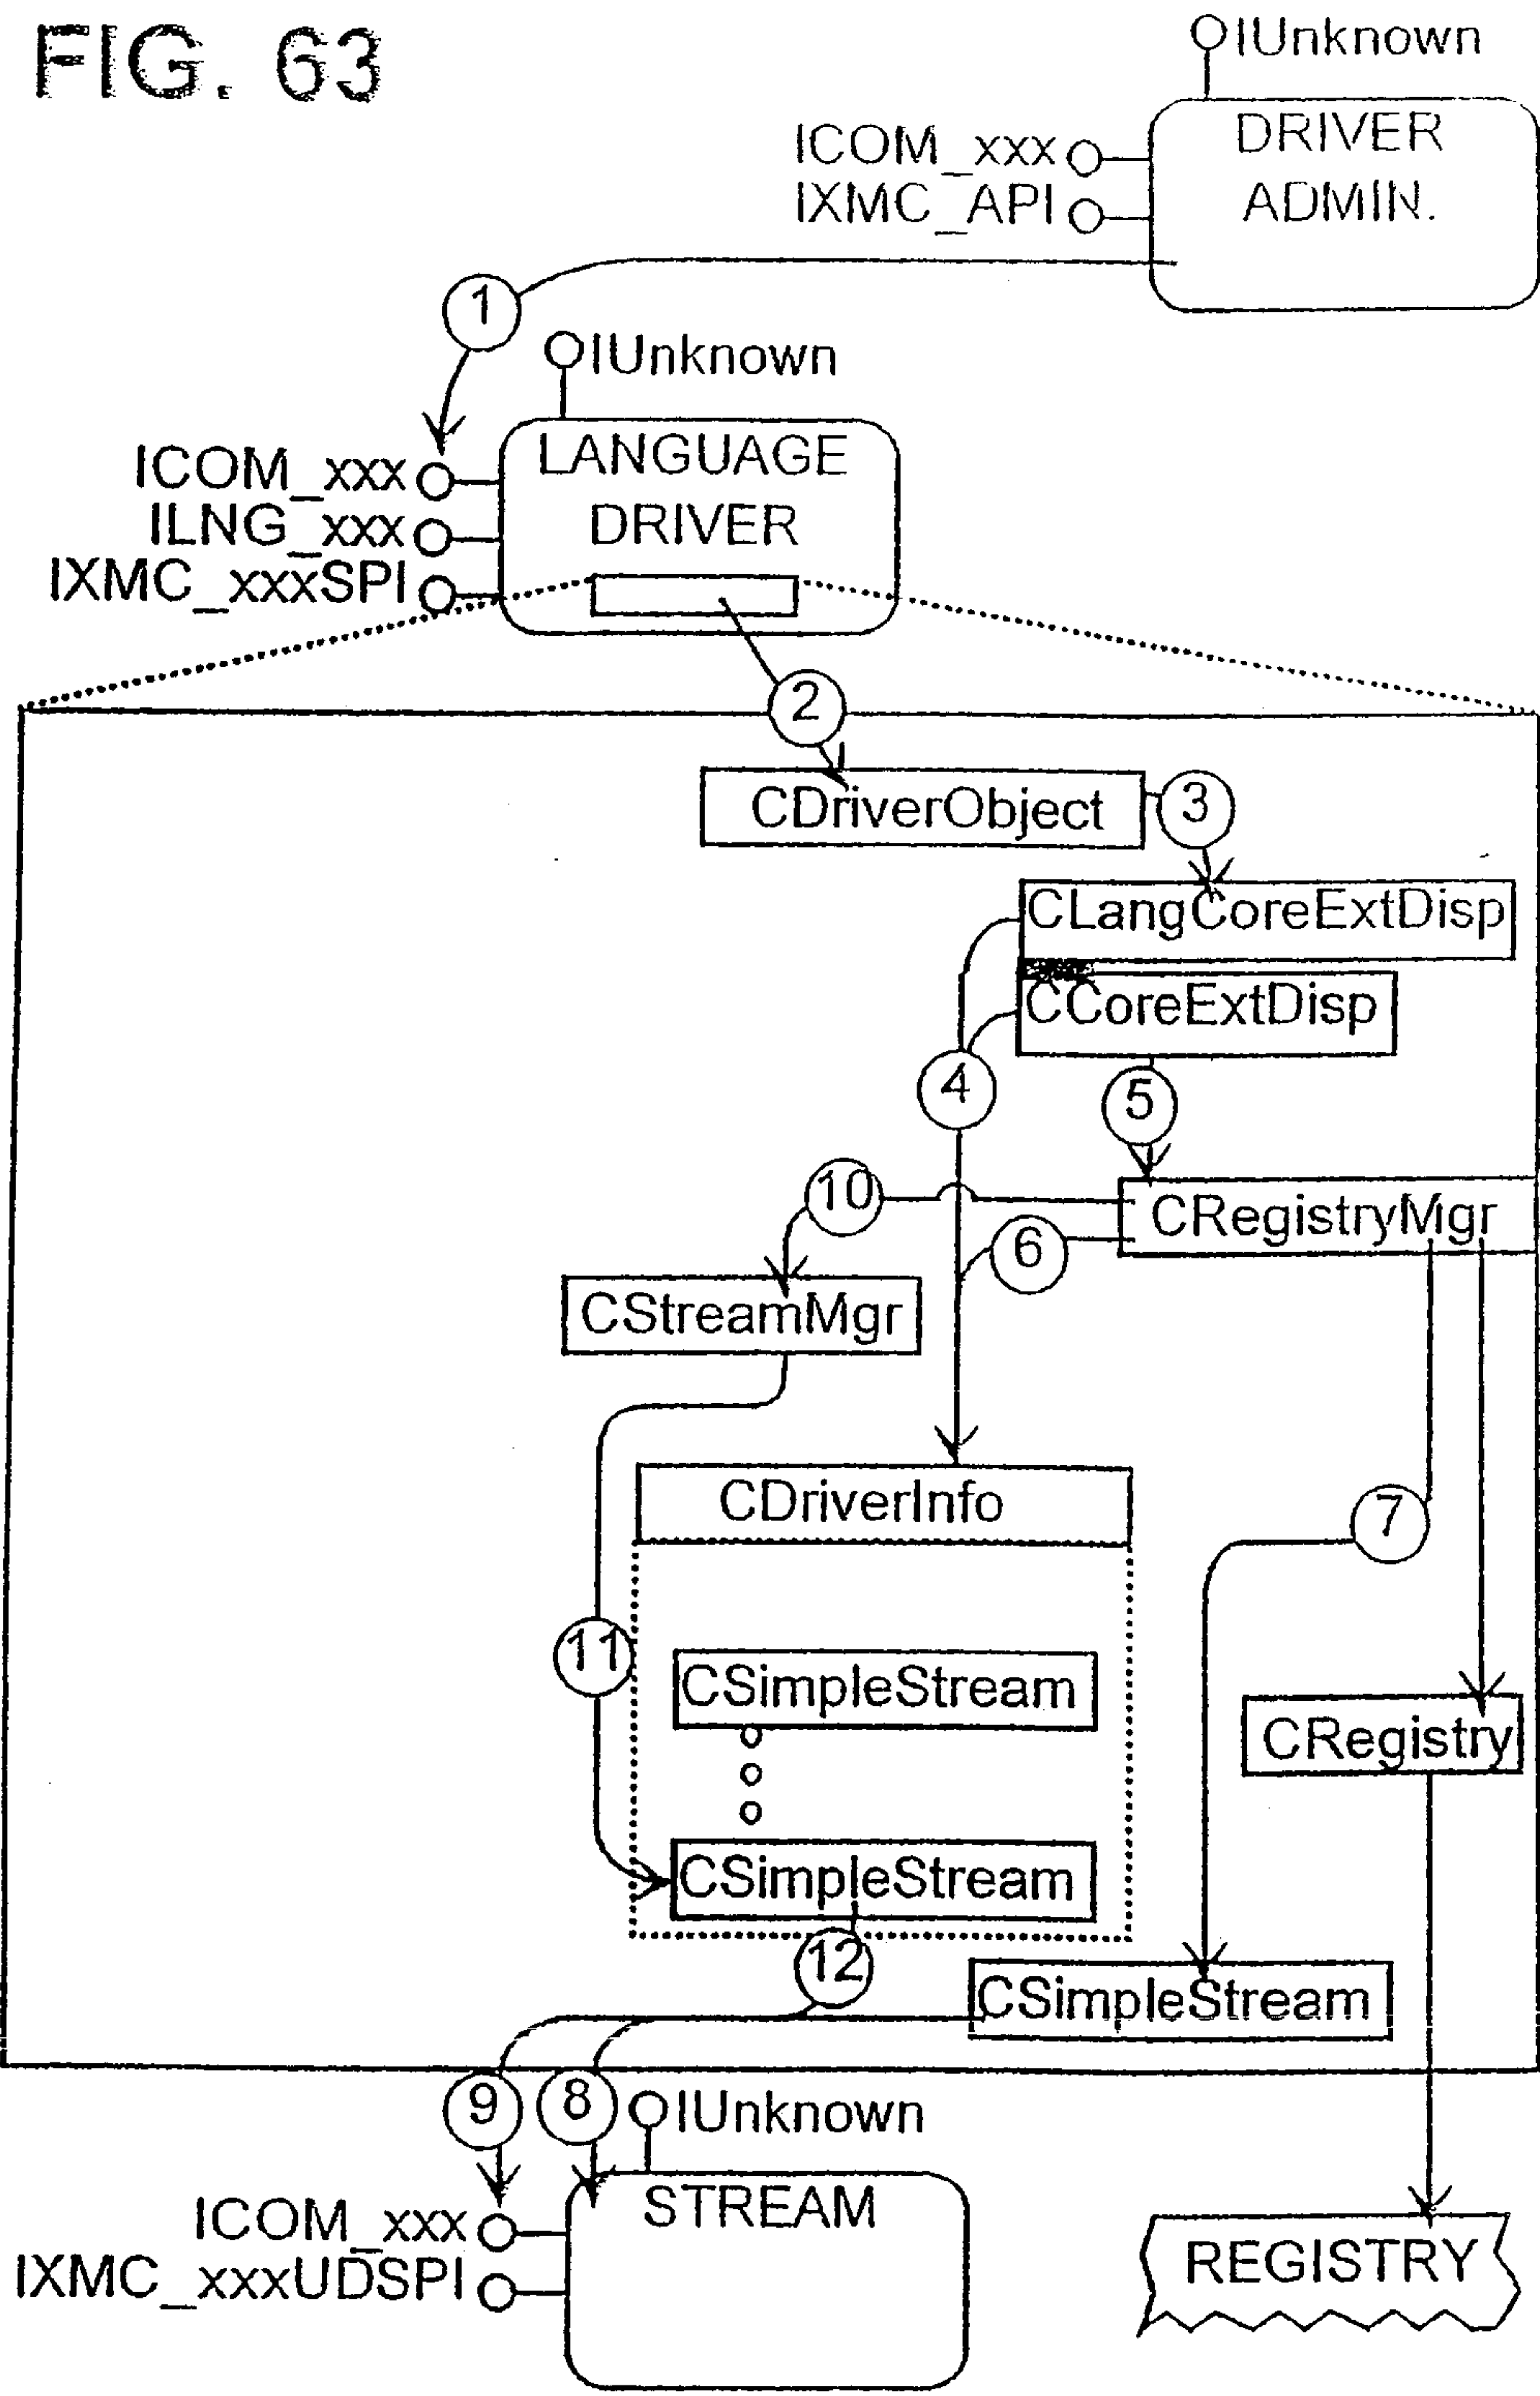 FIG. 63
IUnknown
DRIVER
ADMIN.
ICOM_xxx
IXMC_API
1
IUnknown
LANGUAGE
DRIVER
ICOM_xxx
ILNG_xxx
IXMC_xxxSPI
2
CDriverObject
3
CLangCoreExtDisp
CCoreExtDisp
4
5
10
CRegistryMgr
6
CStreamMgr
CDriverInfo
7
11
CSimpleStream
CRegistry
CSimpleStream
12
CSimpleStream
9
8
IUnknown
STREAM
ICOM_xxx
IXMC_xxxUDSPI
REGISTRY